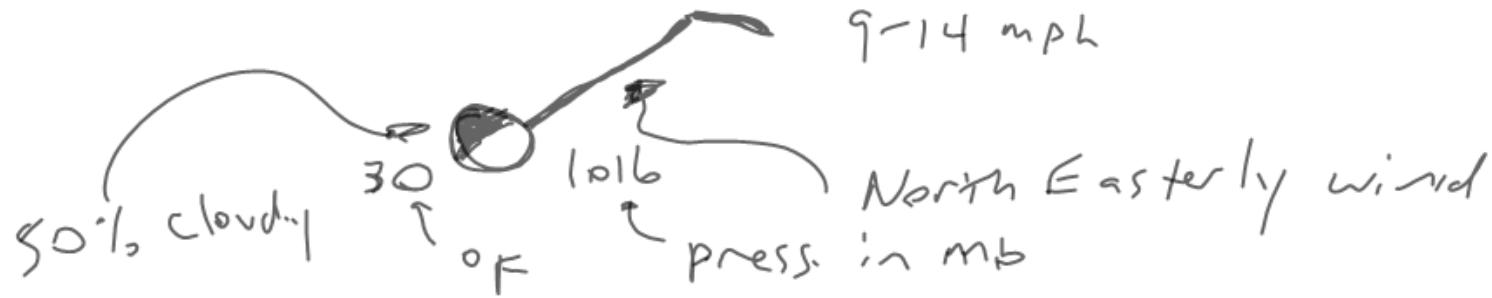 9-14 mph
30
1016
North Easterly wind
50% cloudy
°F
press. in mb